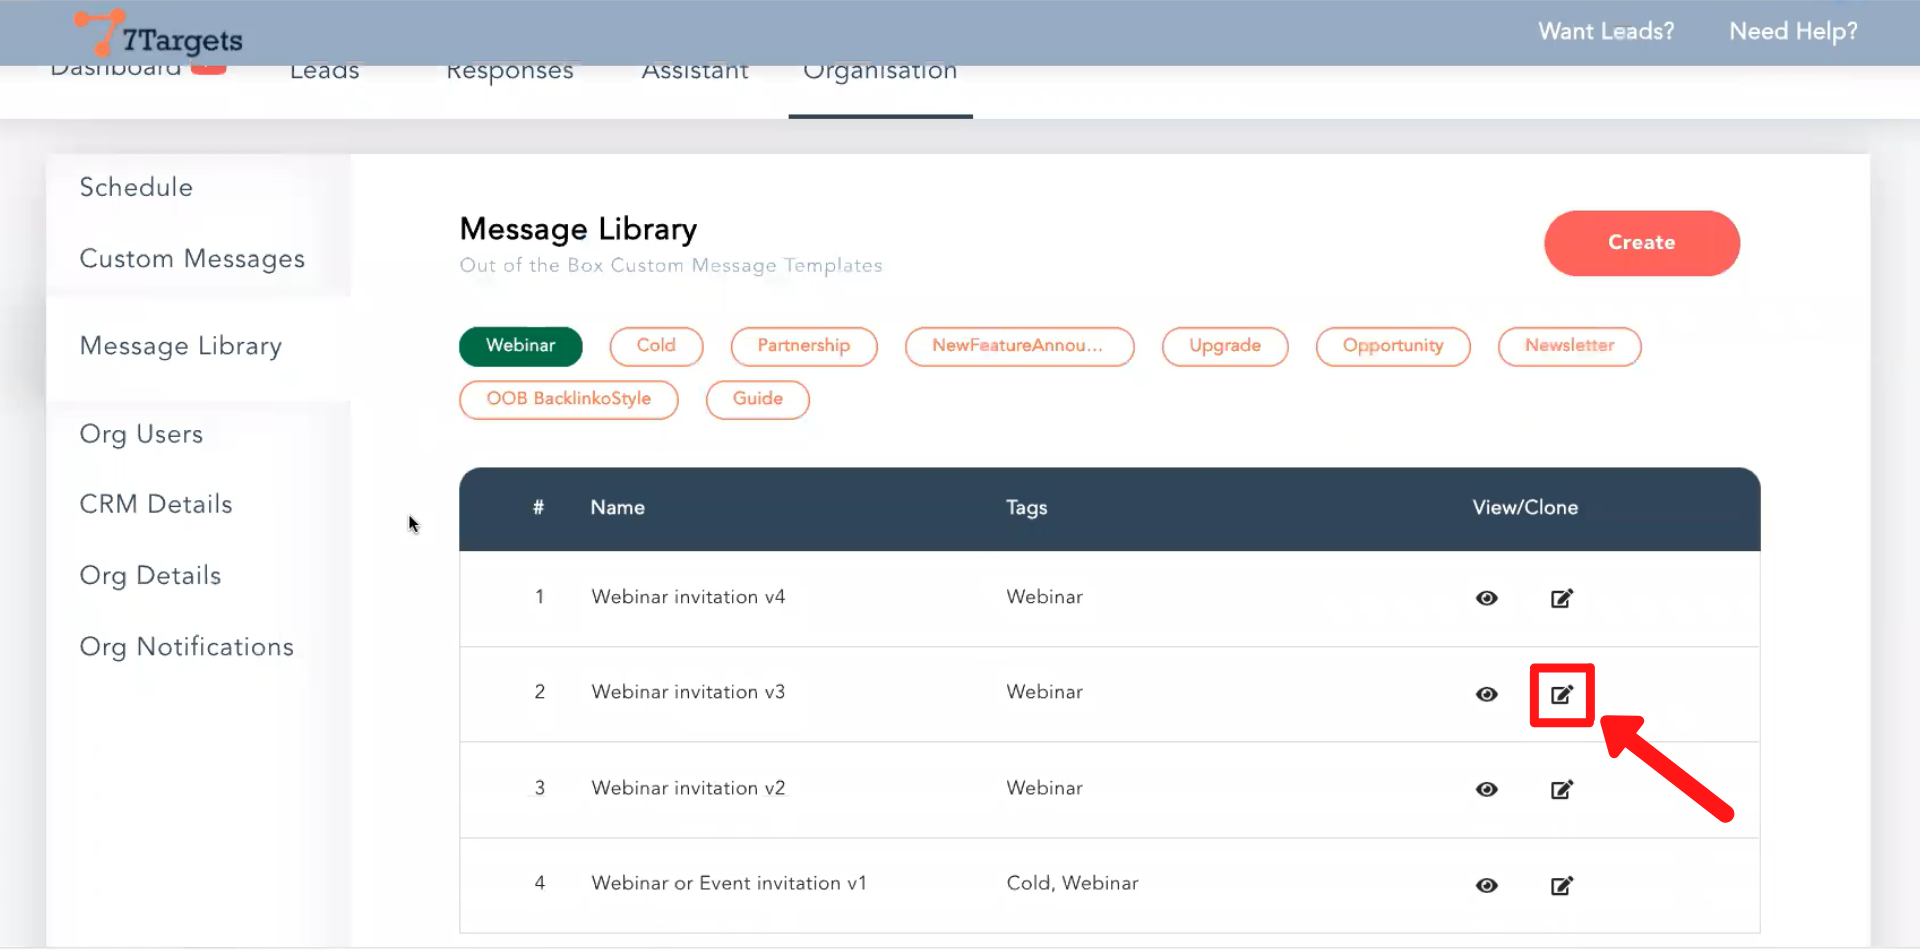 7Targets
Want Leads?
Need Help?
Dashboard
Leads
Responses
Assistant
Organisation
Schedule
Custom Messages
Message Library
Org Users
CRM Details
Org Details
Org Notifications
Message Library
Out of the Box Custom Message Templates
Create
Webinar
Cold
Partnership
NewFeatureAnnou...
Upgrade
Opportunity
Newsletter
OOB BacklinkoStyle
Guide
# Name Tags View/Clone
1 Webinar invitation v4 Webinar
2 Webinar invitation v3 Webinar
3 Webinar invitation v2 Webinar
4 Webinar or Event invitation v1 Cold, Webinar